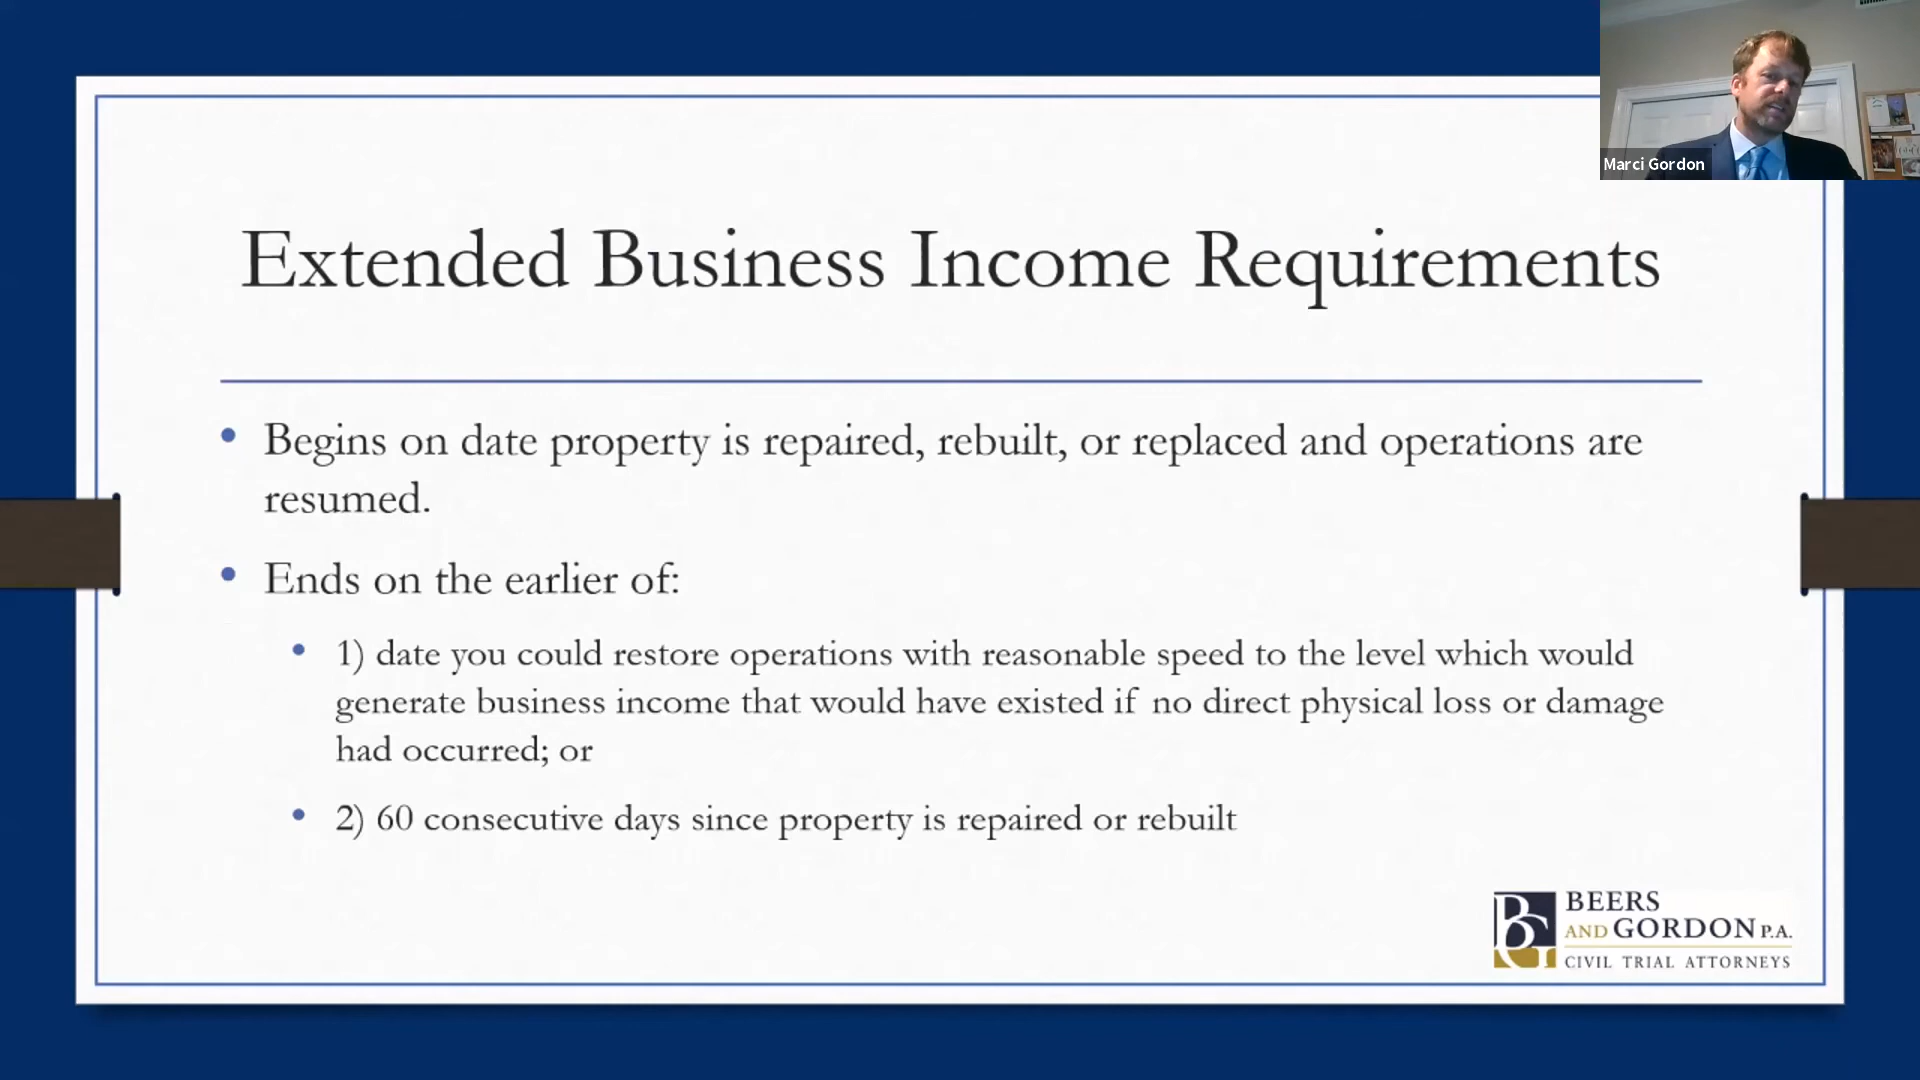 Marci Gordon
Extended Business Income Requirements
• Begins on date property is repaired, rebuilt, or replaced and operations are
resumed.
• Ends on the earlier of:
• 1) date you could restore operations with reasonable speed to the level which would
generate business income that would have existed if no direct physical loss or damage
had occurred; or
• 2) 60 consecutive days since property is repaired or rebuilt
BG
BEERS
AND GORDON P.A.
CIVIL TRIAL ATTORNEYS